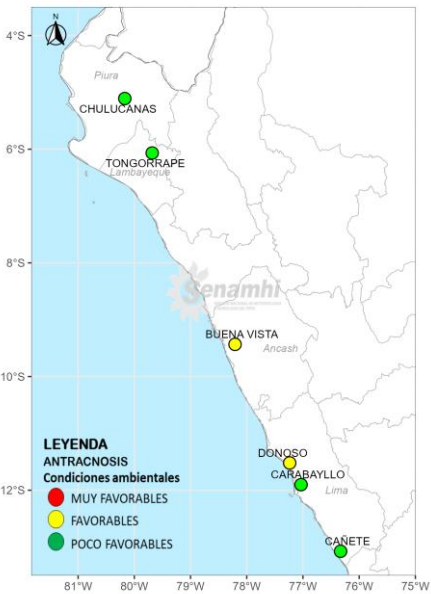 N
4°S
Piura
CHULUCANAS
6°S
TONGORRAPE
Lambayeque
8°S
Senamhi
BUENA VISTA
Ancash
10°S
LEYENDA
ANTRACNOSIS
Condiciones ambientales
MUY FAVORABLES
FAVORABLES
POCO FAVORABLES
DONOSO
CARABAYLLO
Lima
12°S
CAÑETE
81°W
80°W
79°W
78°W
77°W
76°W
75°W